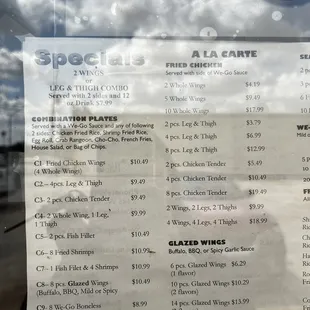 Specials
2 WINGS
or
LEG & THIGH COMBO
Served with 2 sides and 12
oz Drink $7.99
COMBINATION PLATES
Served with a We-Go Sauce and any of following
2 sides: Chicken Fried Rice, Shrimp Fried Rice,
Egg Roll, Crab Rangoon, Cho-Cho, French Fries,
House Salad, or Bag of Chips.
C1 Fried Chicken Wings $10.49
(4 Whole Wings)
C2 – 4pcs. Leg & Thigh $9.49
C3 – 2 pcs. Chicken Tender $9.49
C4 – 2 Whole Wing, 1 Leg, $9.99
1 Thigh
C5 – 2 pcs. Fish Fillet $10.49
C6 – 8 Fried Shrimps $10.99
C7 – 1 Fish Filet & 4 Shrimps $10.99
C8 – 8 pcs. Glazed Wings $10.49
(Buffalo, BBQ, Mild or Spicy
C9 – 8 We-Go Boneless $8.99
A LA CARTE
FRIED CHICKEN
Served with side of We-Go Sauce
2 Whole Wings $4.19
5 Whole Wings $9.49
10 Whole Wings $17.99
2 pcs. Leg & Thigh $3.79
4 pcs. Leg & Thigh $6.99
8 pcs. Leg & Thigh $12.99
2 pcs. Chicken Tender $5.49
4 pcs. Chicken Tender $10.49
8 pcs. Chicken Tender $19.49
2 Wings, 2 Legs, 2 Thighs $9.99
4 Wings, 4 Legs, 4 Thighs $18.99
GLAZED WINGS
Buffalo, BBQ, or Spicy Garlic Sauce
6 pcs. Glazed Wings $6.29
(1 flavor)
10 pcs. Glazed Wings $10.29
(2 flavors)
14 pcs. Glazed Wings $13.99